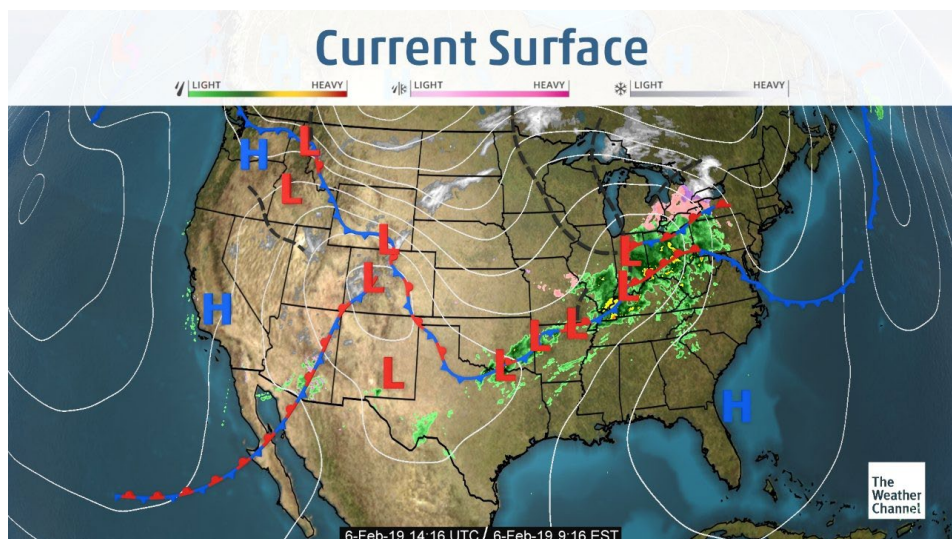 Current Surface
LIGHT HEAVY LIGHT HEAVY LIGHT HEAVY
L
H
L
L
L
L
H
L
L
L
L
L
H
The
Weather
Channel
6-Feb-19 14:16 UTC / 6-Feb-19 9:16 EST